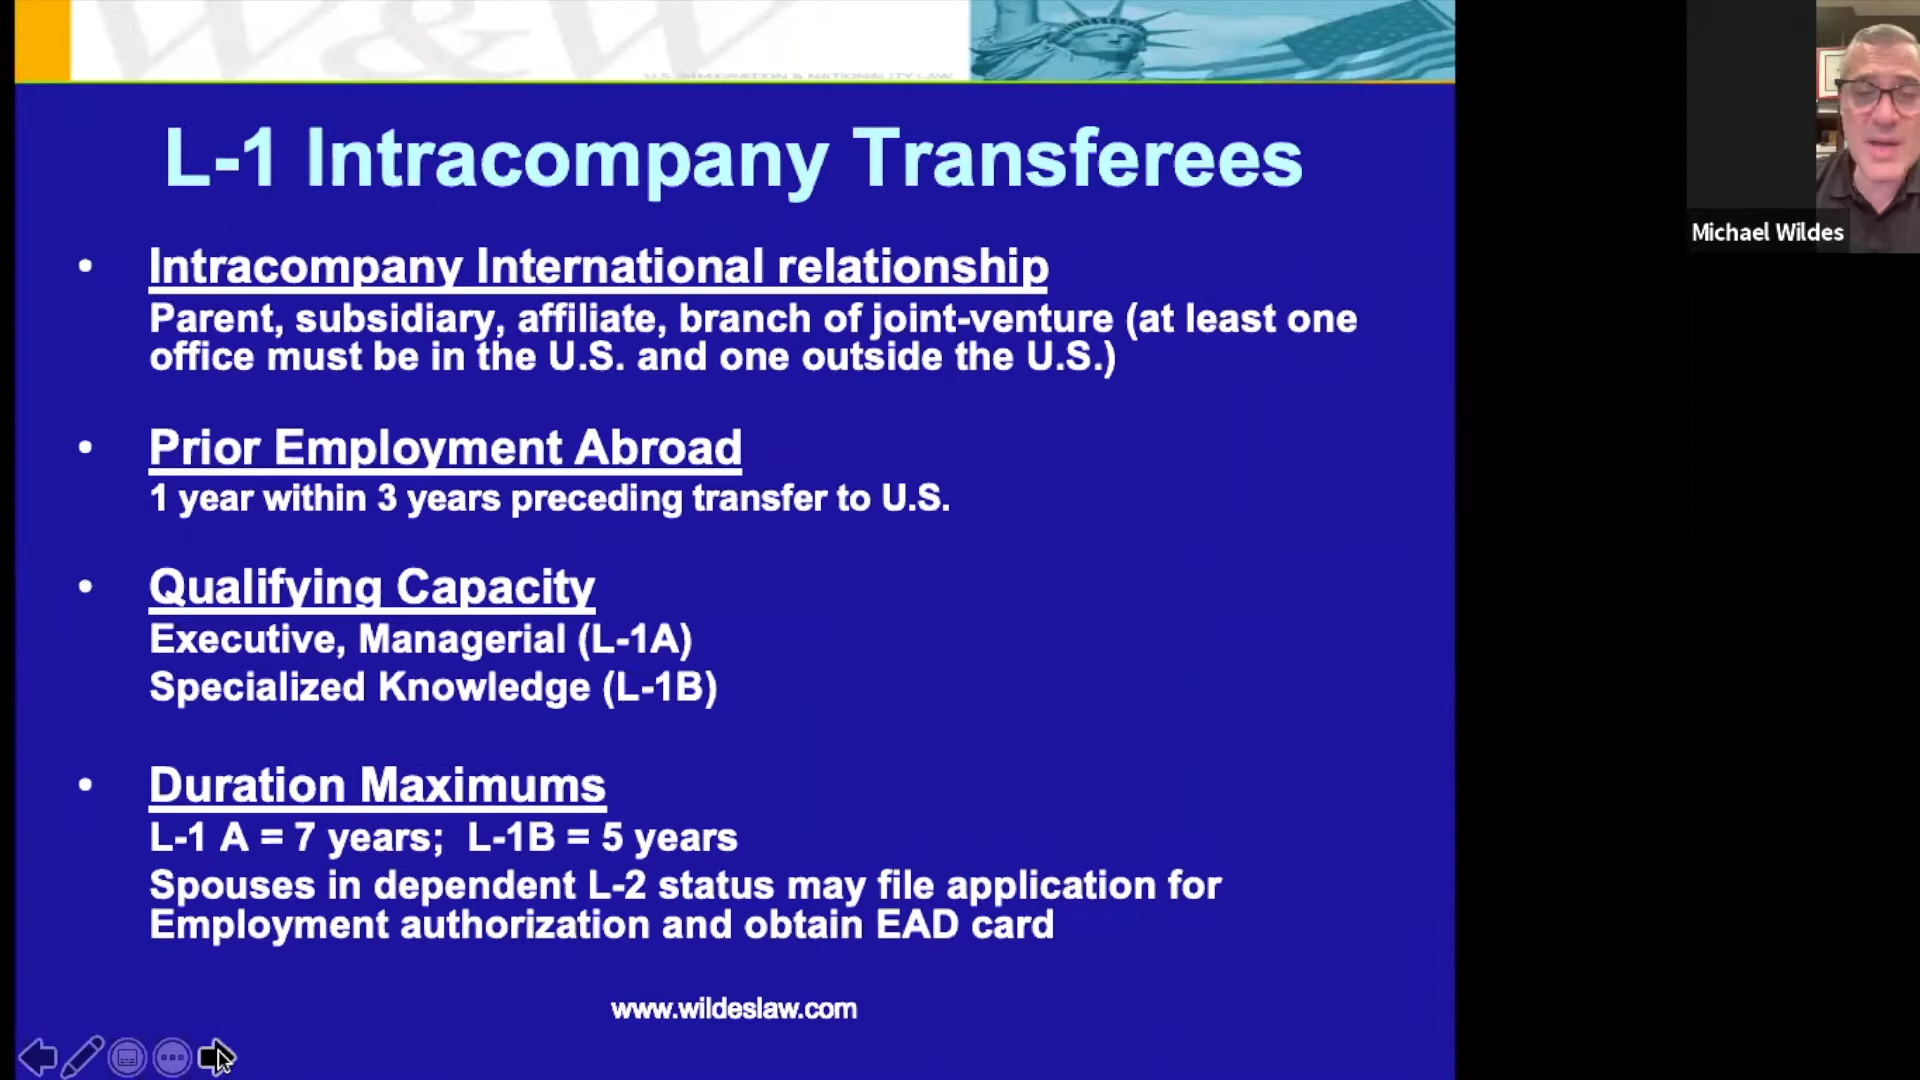 W&W
U.S. IMMIGRATION & NATIONALITY LAW
L-1 Intracompany Transferees
Michael Wildes
• Intracompany International relationship
Parent, subsidiary, affiliate, branch of joint-venture (at least one
office must be in the U.S. and one outside the U.S.)
• Prior Employment Abroad
1 year within 3 years preceding transfer to U.S.
• Qualifying Capacity
Executive, Managerial (L-1A)
Specialized Knowledge (L-1B)
• Duration Maximums
L-1 A = 7 years;  L-1B = 5 years
Spouses in dependent L-2 status may file application for
Employment authorization and obtain EAD card
www.wildeslaw.com